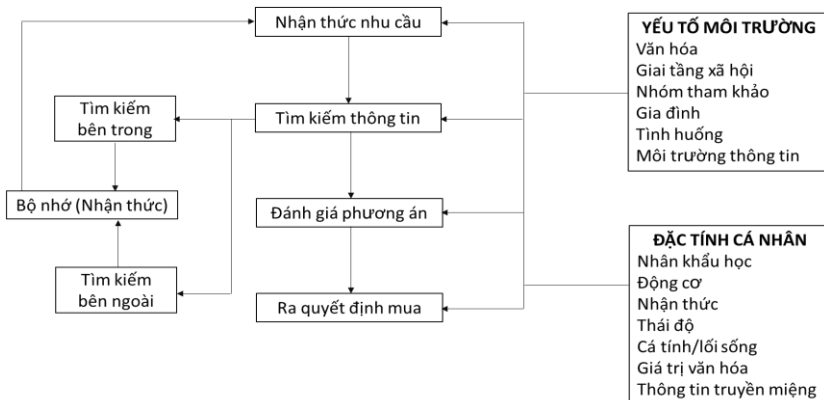 Nhận thức nhu cầu
Tìm kiếm thông tin
Tìm kiếm
bên trong
Bộ nhớ (Nhận thức)
Tìm kiếm
bên ngoài
Đánh giá phương án
Ra quyết định mua
YẾU TỐ MÔI TRƯỜNG
Văn hóa
Giai tầng xã hội
Nhóm tham khảo
Gia đình
Tình huống
Môi trường thông tin
ĐẶC TÍNH CÁ NHÂN
Nhân khẩu học
Động cơ
Nhận thức
Thái độ
Cá tính/lối sống
Giá trị văn hóa
Thông tin truyền miệng